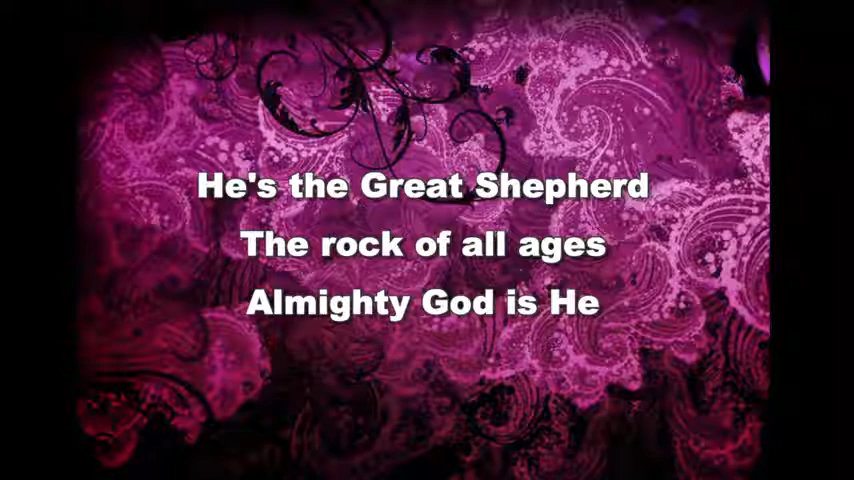 He's the Great Shepherd
The rock of all ages
Almighty God is He